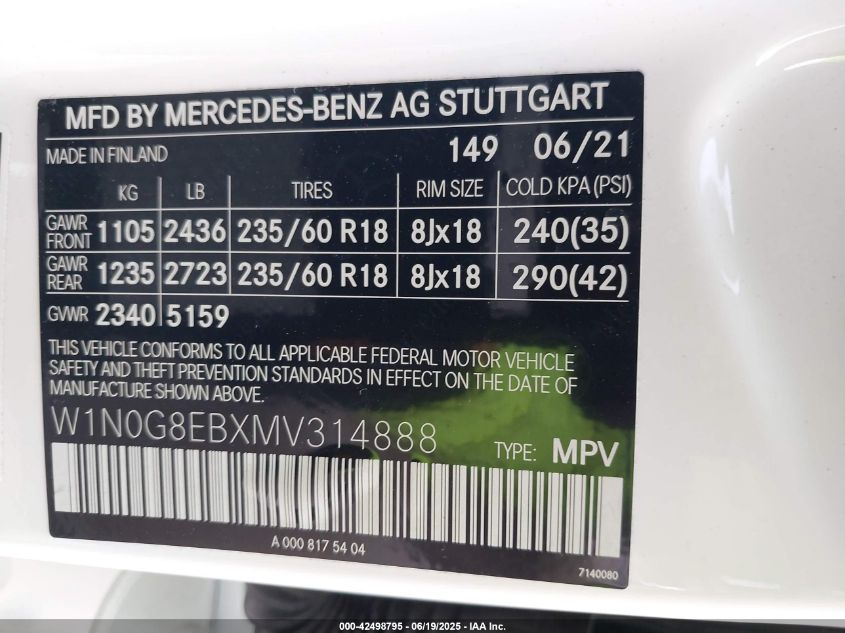 MFD BY MERCEDES-BENZ AG STUTTGART
MADE IN FINLAND 149 06/21
KG LB TIRES RIM SIZE COLD KPA (PSI)
GAWR FRONT 1105 2436 235/60 R18 8Jx18 240(35)
GAWR REAR 1235 2723 235/60 R18 8Jx18 290(42)
GVWR 2340 5159
THIS VEHICLE CONFORMS TO ALL APPLICABLE FEDERAL MOTOR VEHICLE
SAFETY AND THEFT PREVENTION STANDARDS IN EFFECT ON THE DATE OF
MANUFACTURE SHOWN ABOVE.
W1N0G8EBXMV314888
TYPE: MPV
A 000 817 54 04
7140080
000-42498795 - 06/19/2025 - IAA Inc.